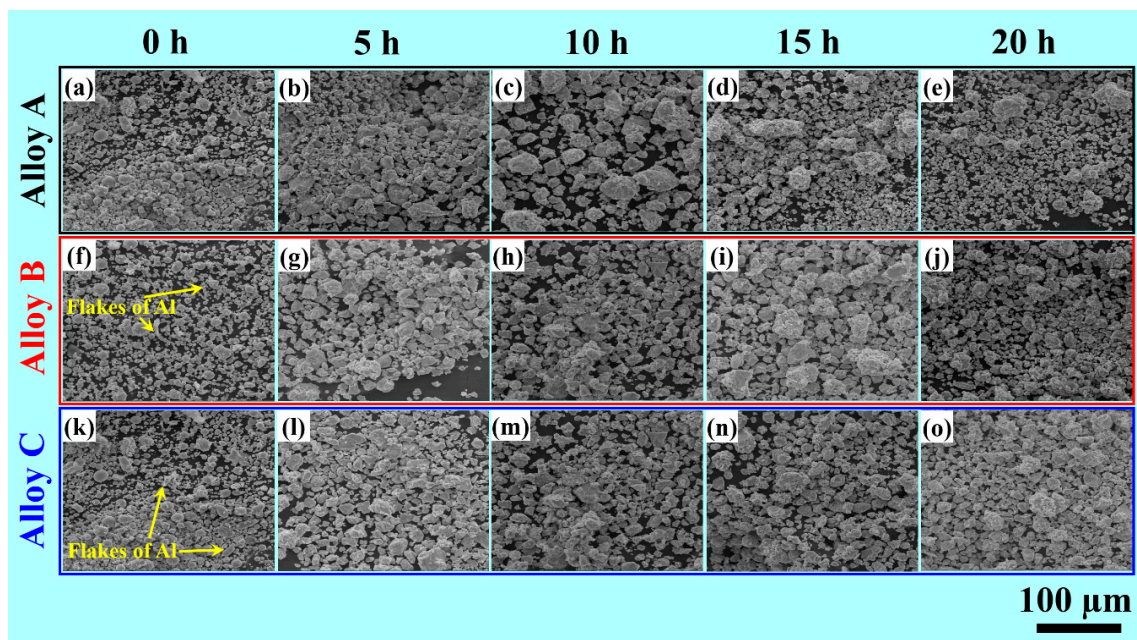 0 h 5 h 10 h 15 h 20 h
Alloy A
(a) (b) (c) (d) (e)
Alloy B
(f) (g) (h) (i) (j)
Flakes of Al
Alloy C
(k) (l) (m) (n) (o)
Flakes of Al
100 µm